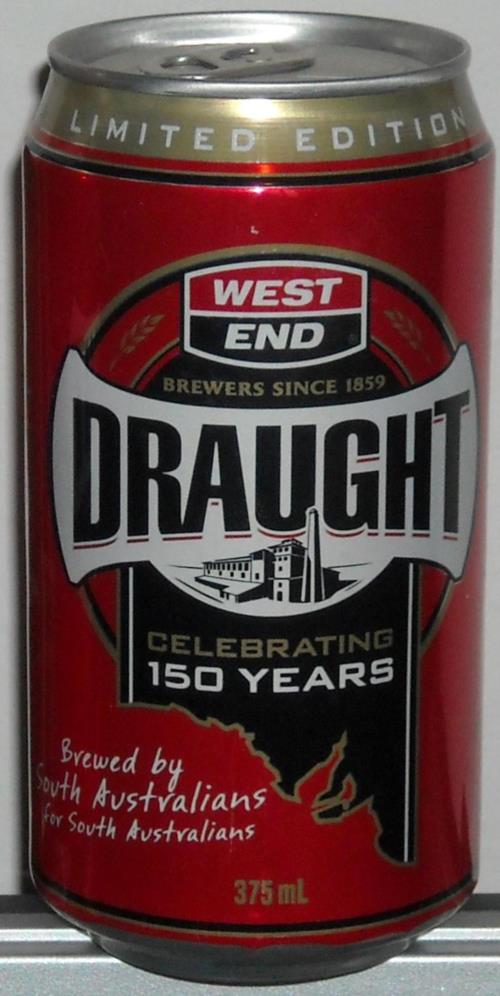 LIMITED EDITION
WEST
END
BREWERS SINCE 1859
DRAUGHT
CELEBRATING
150 YEARS
Brewed by
South Australians
for South Australians
375 mL